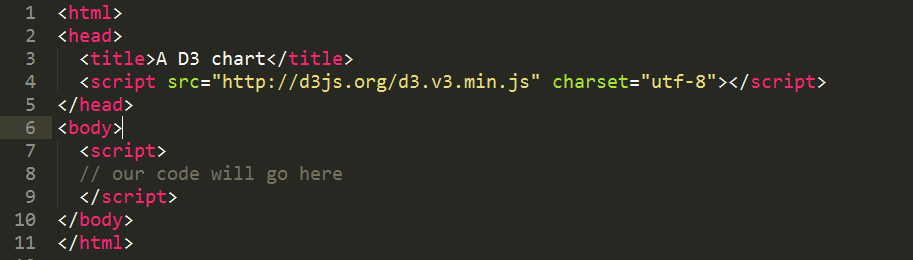 1 <html>
2 <head>
3 <title>A D3 chart</title>
4 <script src="http://d3js.org/d3.v3.min.js" charset="utf-8"></script>
5 </head>
6 <body>
7 <script>
8 // our code will go here
9 </script>
10 </body>
11 </html>